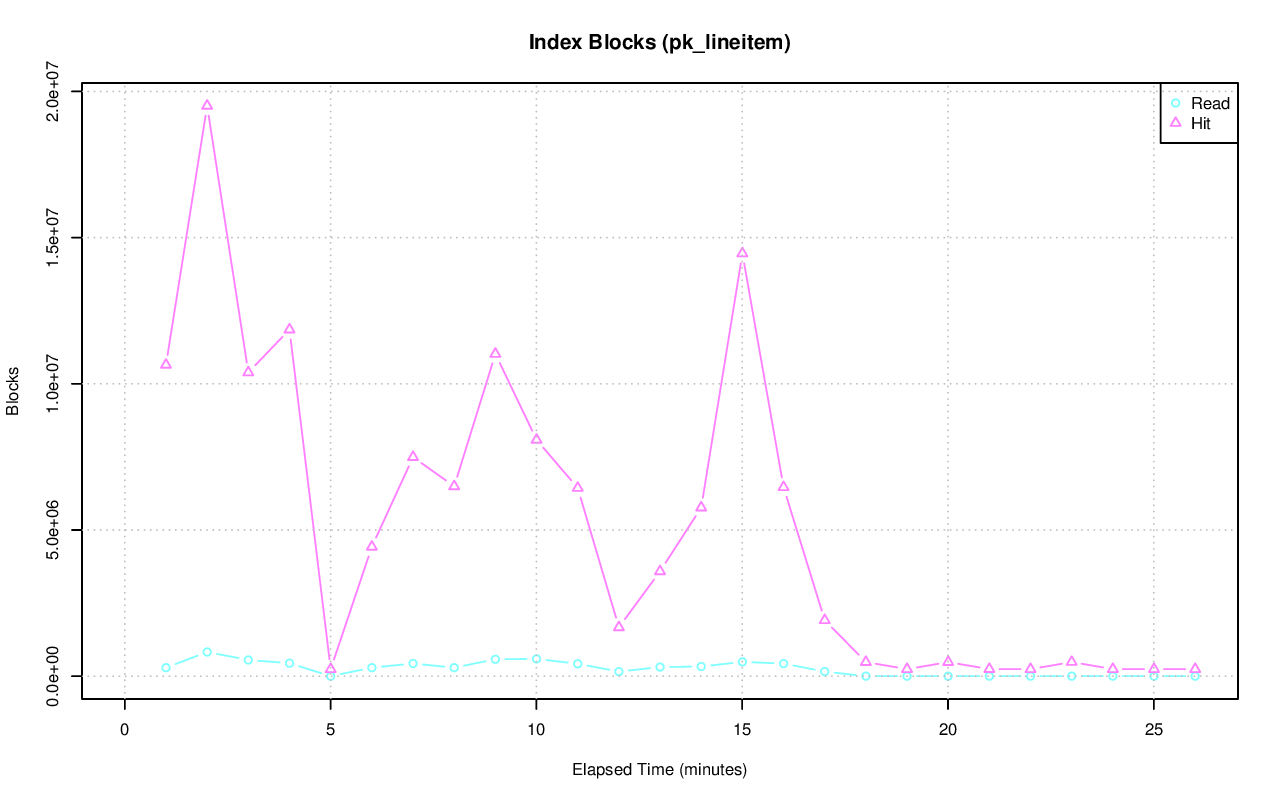 Index Blocks (pk_lineitem)
Read
Hit
Blocks
2.0e+07
1.5e+07
1.0e+07
5.0e+06
0.0e+00
0 5 10 15 20 25
Elapsed Time (minutes)